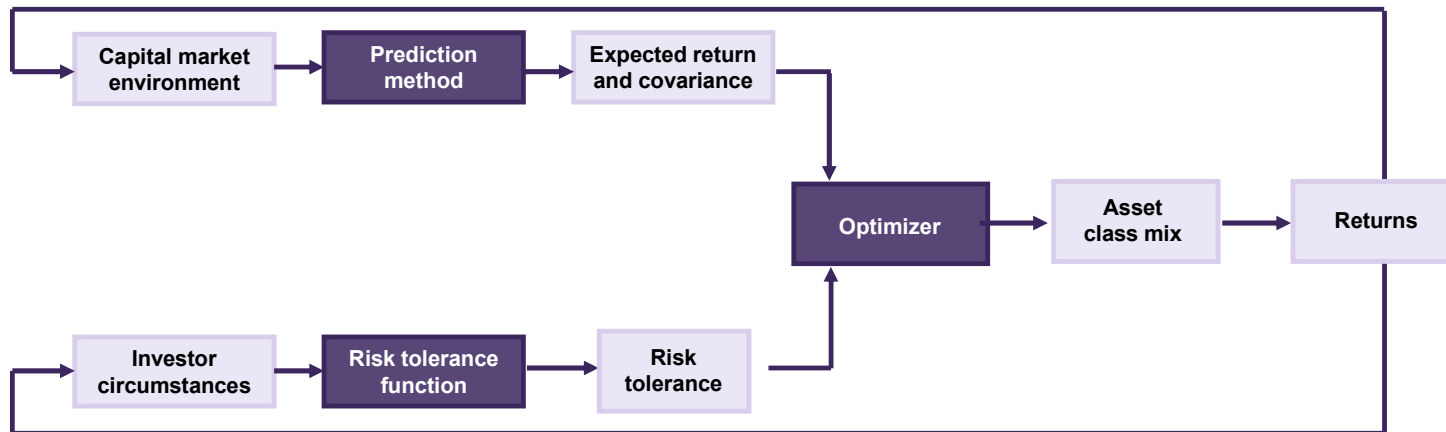 Capital market
environment
Prediction
method
Expected return
and covariance
Optimizer
Asset
class mix
Returns
Investor
circumstances
Risk tolerance
function
Risk
tolerance